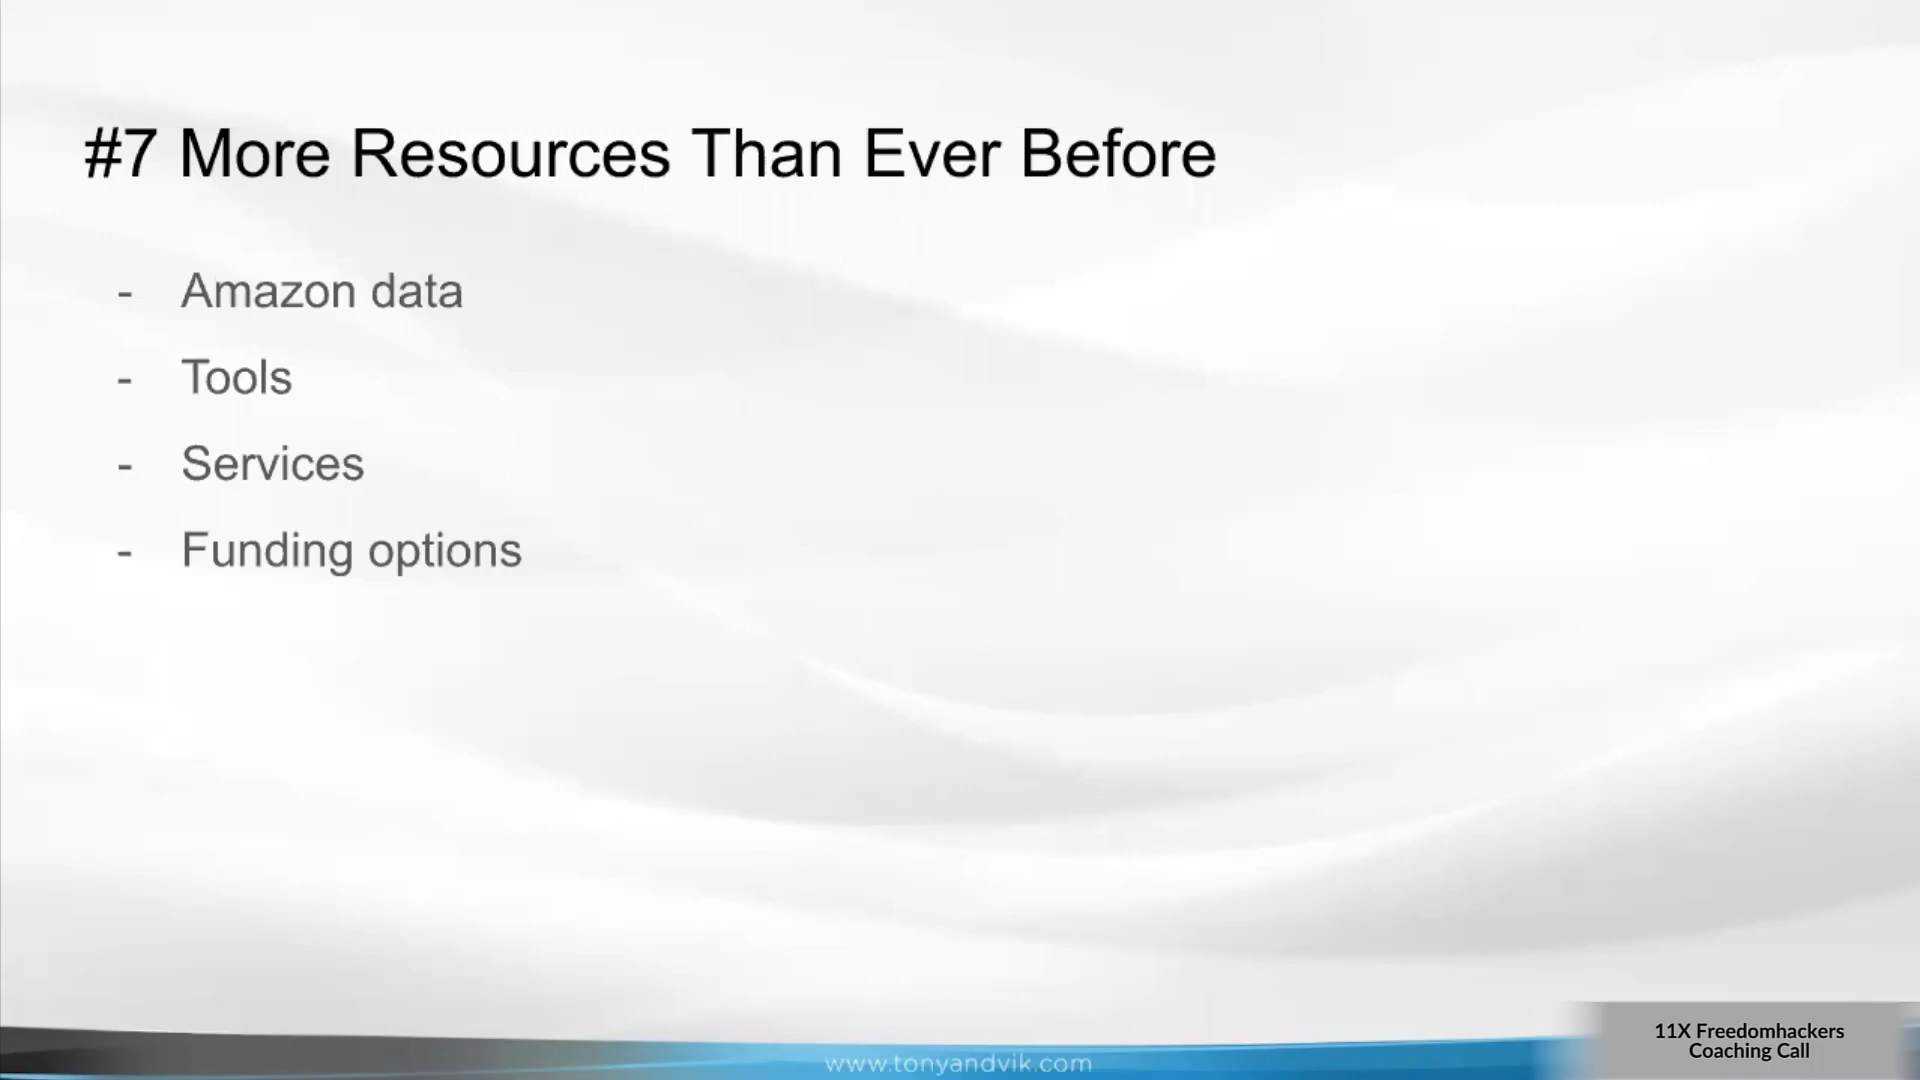 #7 More Resources Than Ever Before
- Amazon data
- Tools
- Services
- Funding options
www.tonyandvik.com
11X Freedomhackers
Coaching Call